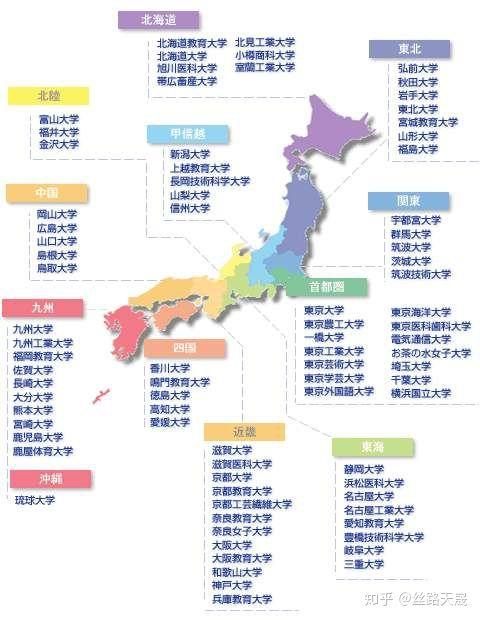 北海道
北海道教育大学 北見工業大学
北海道大学 小樽商科大学
旭川医科大学 室蘭工業大学
帯広畜産大学
東北
弘前大学
秋田大学
岩手大学
東北大学
宮城教育大学
山形大学
福島大学
北陸
富山大学
福井大学
金沢大学
甲信越
新潟大学
上越教育大学
長岡技術科学大学
山梨大学
信州大学
中国
岡山大学
広島大学
山口大学
島根大学
鳥取大学
関東
宇都宮大学
群馬大学
筑波大学
茨城大学
筑波技術大学
首都圏
東京大学 東京海洋大学
東京農工大学 東京医科歯科大学
一橋大学 電気通信大学
東京工業大学 お茶の水女子大学
東京芸術大学 埼玉大学
東京学芸大学 千葉大学
東京外国語大学 横浜国立大学
九州
九州大学
九州工業大学
福岡教育大学
佐賀大学
長崎大学
大分大学
熊本大学
宮崎大学
鹿児島大学
鹿屋体育大学
四国
香川大学
鳴門教育大学
徳島大学
高知大学
愛媛大学
近畿
滋賀大学
滋賀医科大学
京都大学
京都教育大学
京都工芸繊維大学
奈良教育大学
奈良女子大学
大阪大学
大阪教育大学
和歌山大学
神戸大学
兵庫教育大学
東海
静岡大学
浜松医科大学
名古屋大学
名古屋工業大学
愛知教育大学
豊橋技術科学大学
岐阜大学
三重大学
沖縄
琉球大学
知乎 @丝路天晟